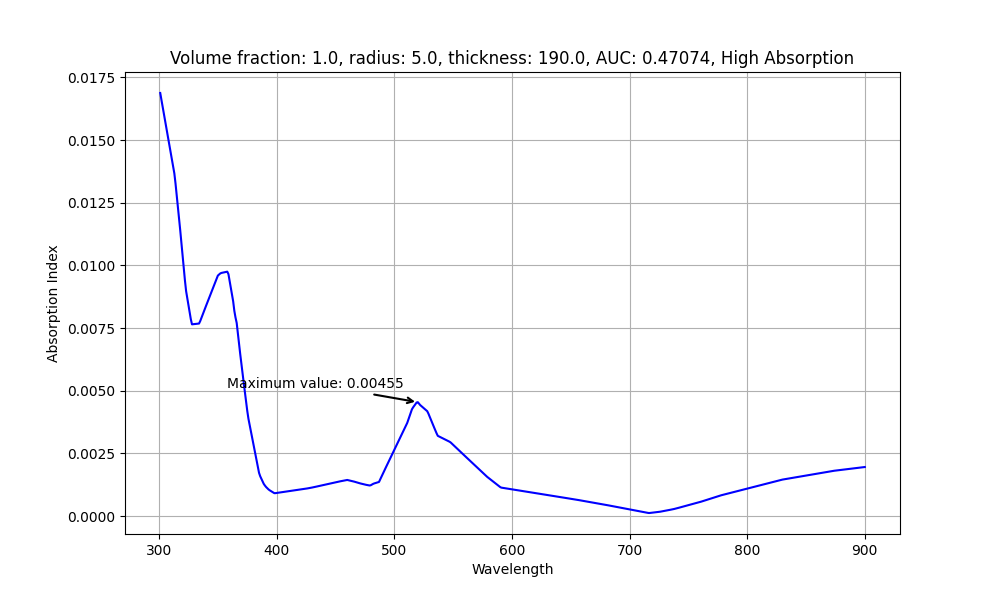 Volume fraction: 1.0, radius: 5.0, thickness: 190.0, AUC: 0.47074, High Absorption
0.0175
0.0150
0.0125
0.0100
0.0075
0.0050
0.0025
0.0000
Absorption Index
Maximum value: 0.00455
300 400 500 600 700 800 900
Wavelength